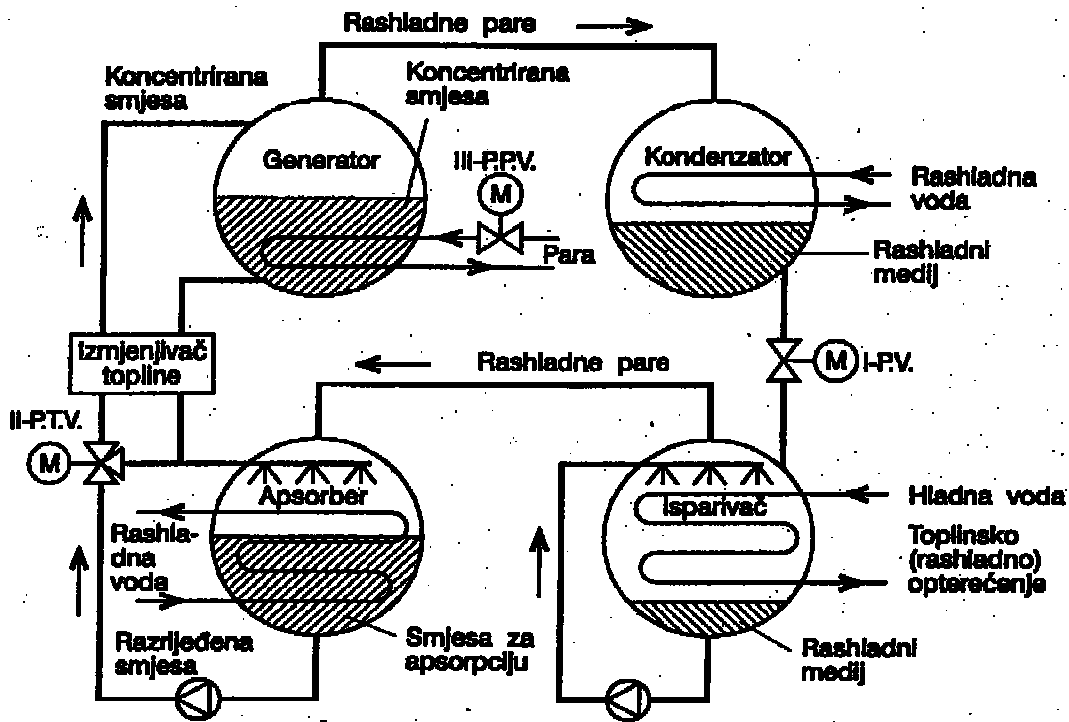 Rashladne pare
Koncentrirana
smjesa
Koncentrirana
smjesa
Generator
III-P.P.V.
M
Para
Kondenzator
Rashladna
voda
Rashladni
medij
Izmjenjivač
topline
Rashladne pare
M
I-P.V.
II-P.T.V.
M
Apsorber
Rashla-
dna
voda
Isparivač
Hladna voda
Toplinsko
(rashladno)
opterećenje
Razrijeđena
smjesa
Smjesa za
apsorpciju
Rashladni
medij